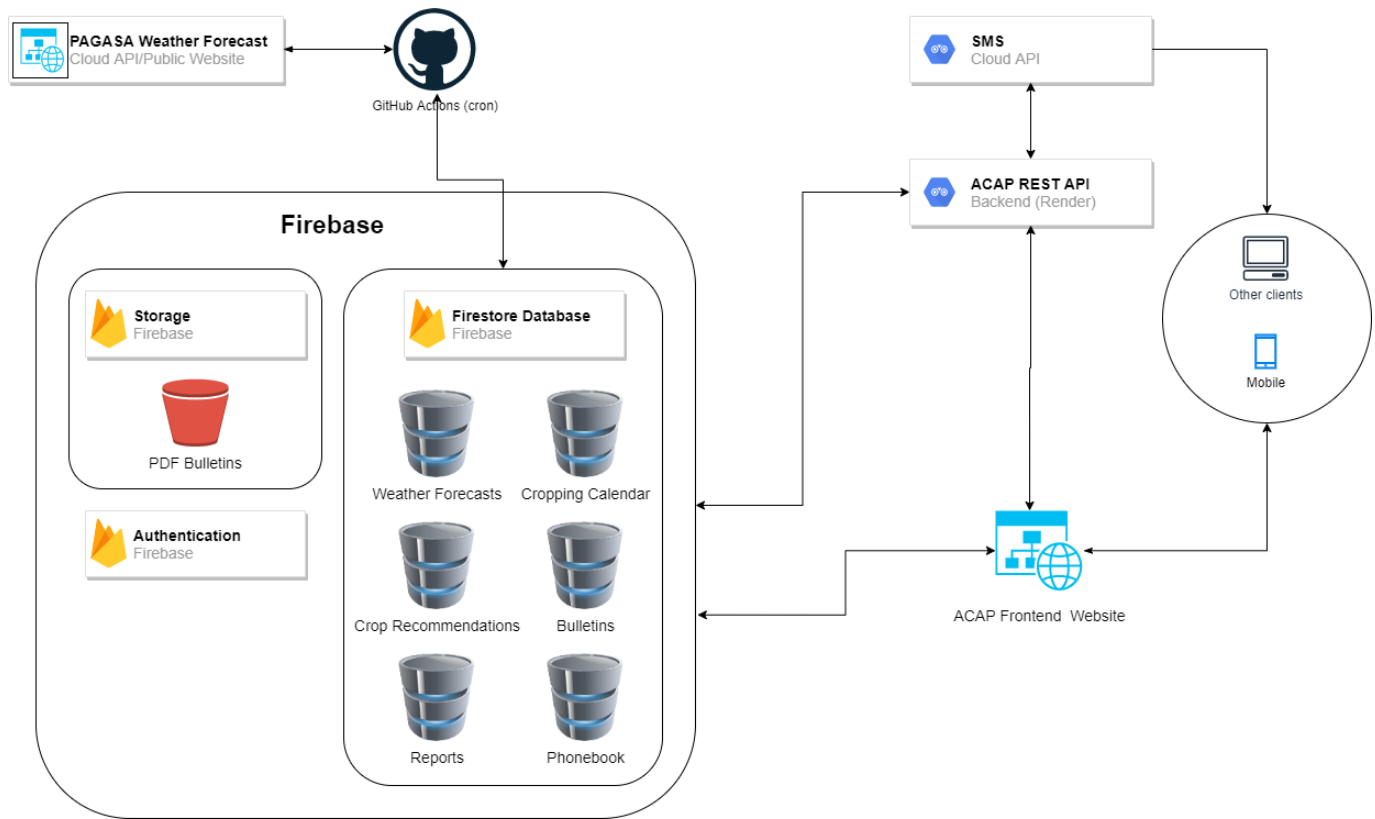 PAGASA Weather Forecast
Cloud API/Public Website
GitHub Actions (cron)
SMS
Cloud API
ACAP REST API
Backend (Render)
Other clients
Mobile
Firebase
Storage
Firebase
PDF Bulletins
Authentication
Firebase
Firestore Database
Firebase
Weather Forecasts
Cropping Calendar
Crop Recommendations
Bulletins
Reports
Phonebook
ACAP Frontend  Website